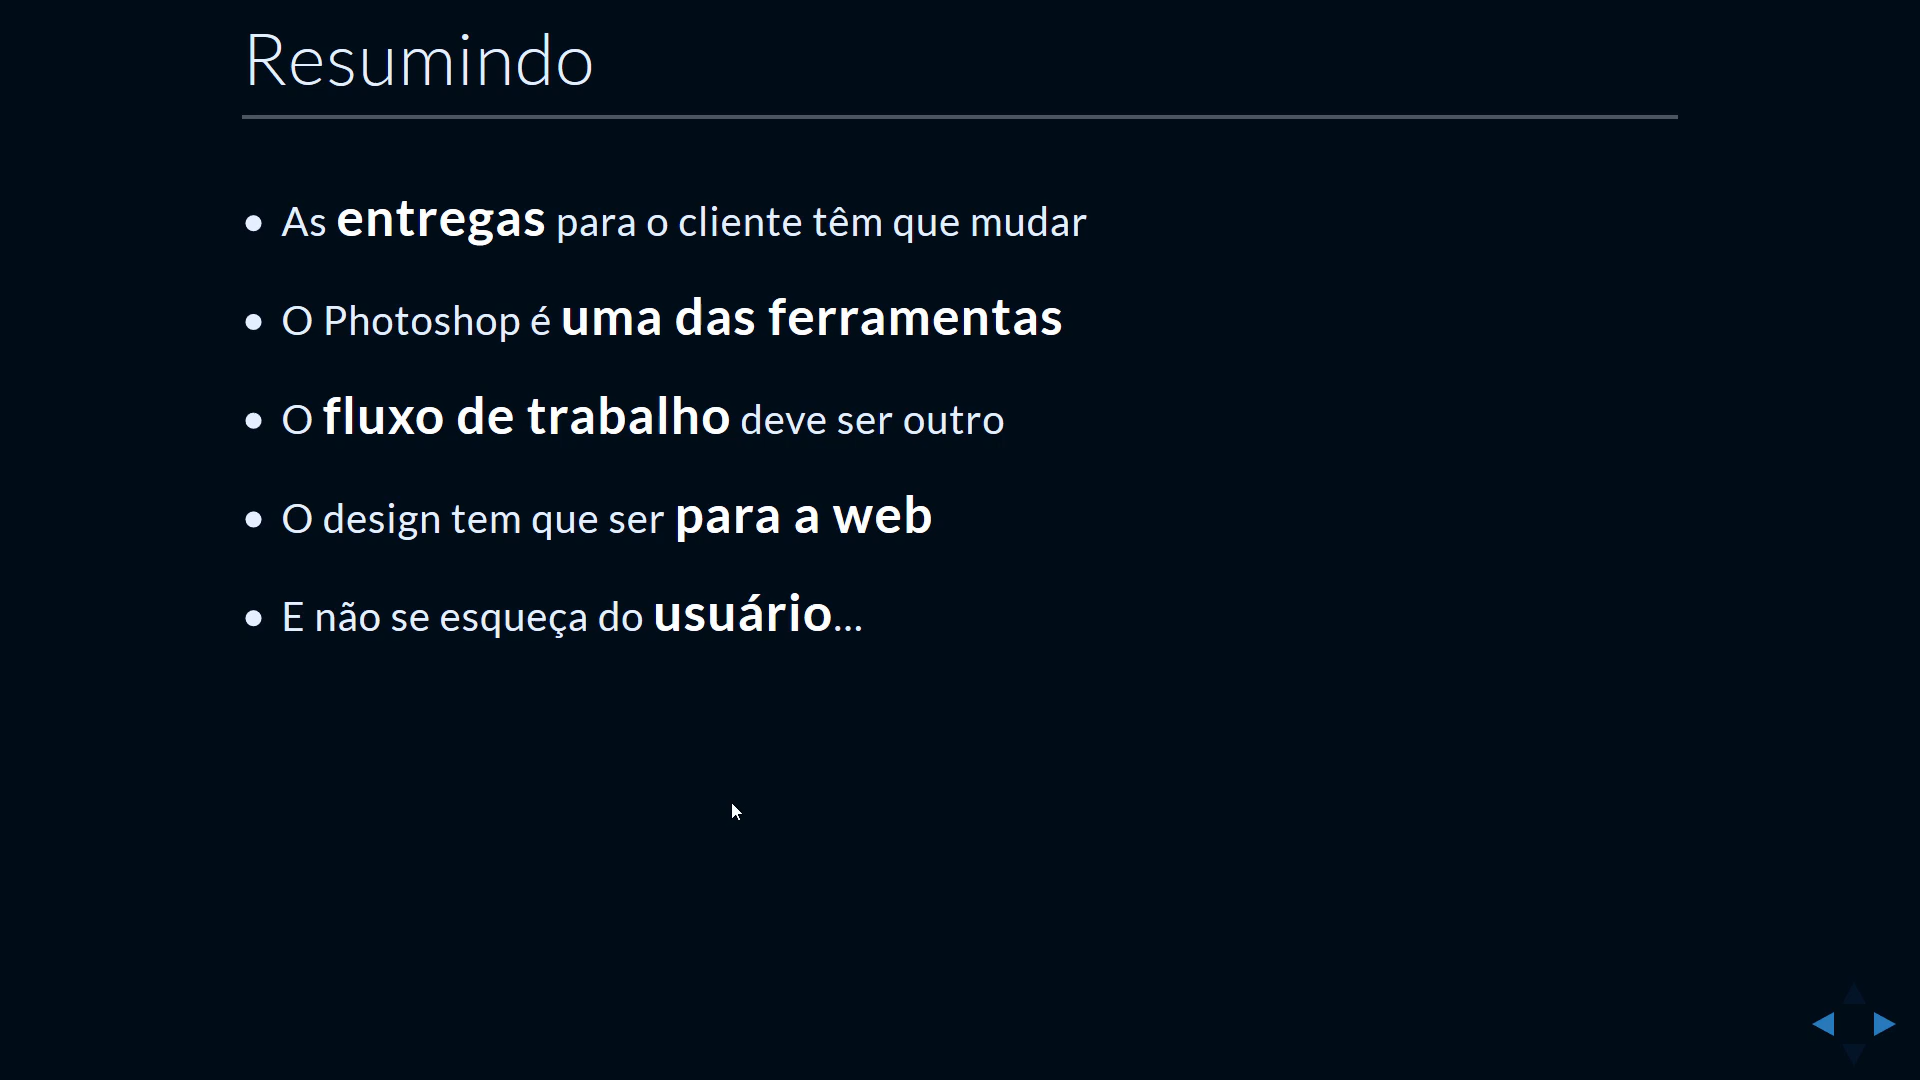 Resumindo
• As entregas para o cliente têm que mudar
• O Photoshop é uma das ferramentas
• O fluxo de trabalho deve ser outro
• O design tem que ser para a web
• E não se esqueça do usuário...